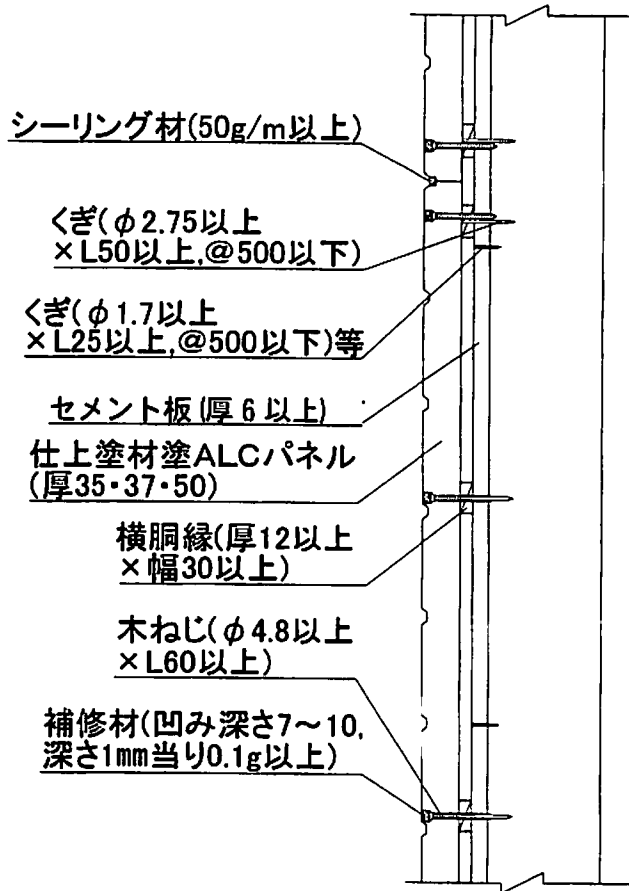 シーリング材(50g/m以上)
くぎ(φ2.75以上
×L50以上,@500以下)
くぎ(φ1.7以上
×L25以上,@500以下)等
セメント板(厚6以上)
仕上塗材塗ALCパネル
(厚35・37・50)
横胴縁(厚12以上
×幅30以上)
木ねじ(φ4.8以上
×L60以上)
補修材(凹み深さ7～10,
深さ1mm当り0.1g以上)